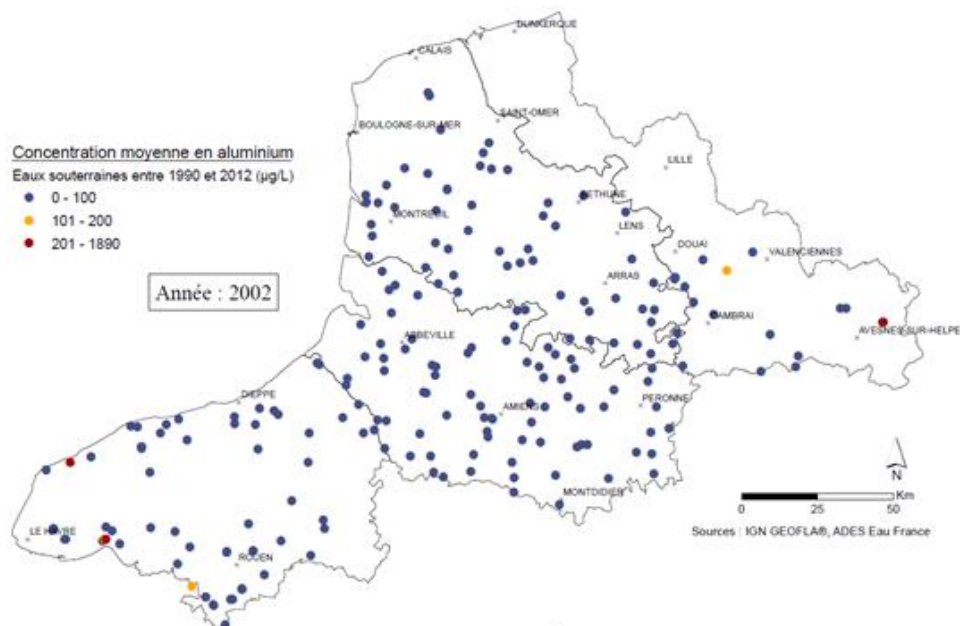 DUNKERQUE
CALAIS
SAINT-OMER
BOULOGNE-SUR-MER
LILLE
Concentration moyenne en aluminium
Eaux souterraines entre 1990 et 2012 (µg/L)
0 - 100
101 - 200
201 - 1890
BETHUNE
MONTREUIL
LENS
DOUAI
VALENCIENNES
ARRAS
Année : 2002
CAMBRAI
AVESNES-SUR-HELPE
ABBEVILLE
DIEPPE
PERONNE
AMIENS
N
MONTDIDIER
Km
0 25 50
Sources : IGN GEOFLA®, ADES Eau France
LE HAVRE
ROUEN